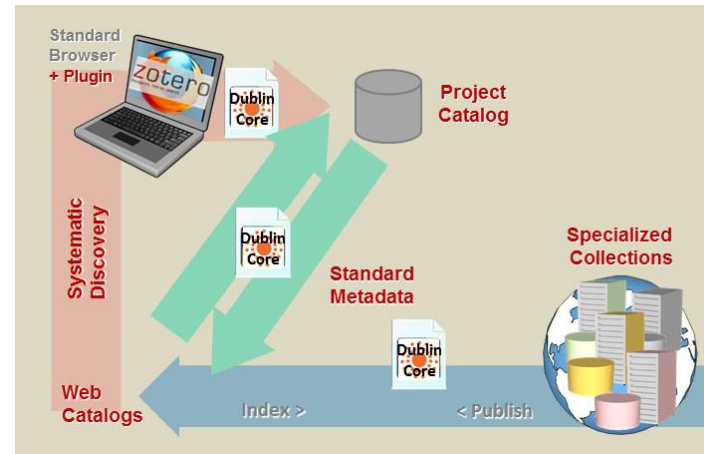 Standard
Browser
+ Plugin
zotero
Dublin
Core
Project
Catalog
Systematic
Discovery
Dublin
Core
Standard
Metadata
Specialized
Collections
Dublin
Core
Web
Catalogs
Index >
< Publish